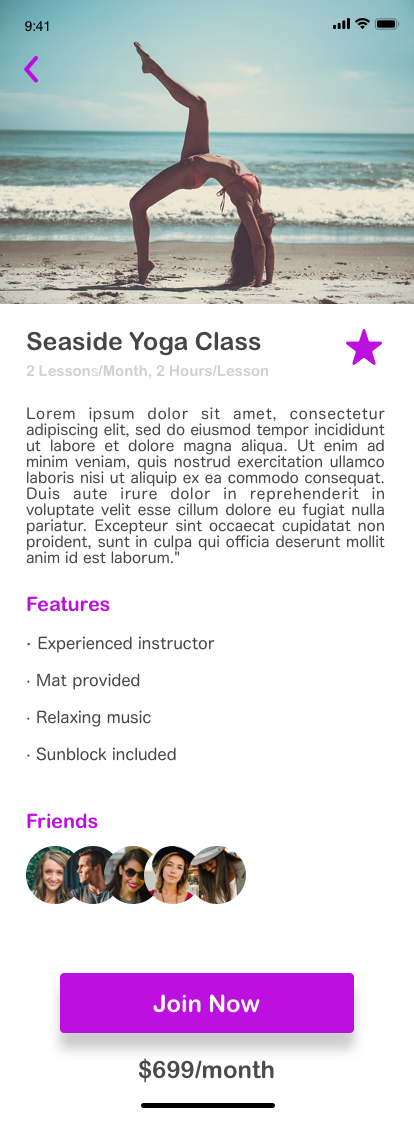 9:41
Seaside Yoga Class
2 Lessons/Month, 2 Hours/Lesson
Lorem ipsum dolor sit amet, consectetur
adipiscing elit, sed do eiusmod tempor incididunt
ut labore et dolore magna aliqua. Ut enim ad
minim veniam, quis nostrud exercitation ullamco
laboris nisi ut aliquip ex ea commodo consequat.
Duis aute irure dolor in reprehenderit in
voluptate velit esse cillum dolore eu fugiat nulla
pariatur. Excepteur sint occaecat cupidatat non
proident, sunt in culpa qui officia deserunt mollit
anim id est laborum."
Features
· Experienced instructor
· Mat provided
· Relaxing music
· Sunblock included
Friends
Join Now
$699/month